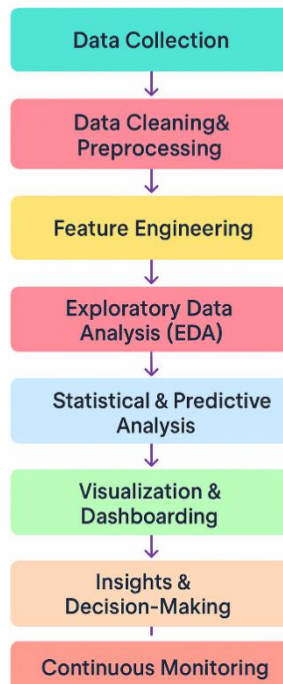 Data Collection
Data Cleaning&
Preprocessing
Feature Engineering
Exploratory Data
Analysis (EDA)
Statistical & Predictive
Analysis
Visualization &
Dashboarding
Insights &
Decision-Making
Continuous Monitoring